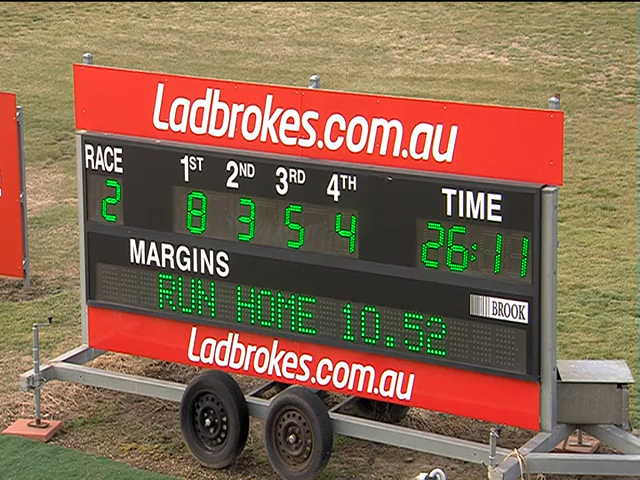 Ladbrokes.com.au
RACE 1ST 2ND 3RD 4TH TIME
2 8 3 5 4 26:11
MARGINS
RUN HOME 10.52
BROOK
Ladbrokes.com.au